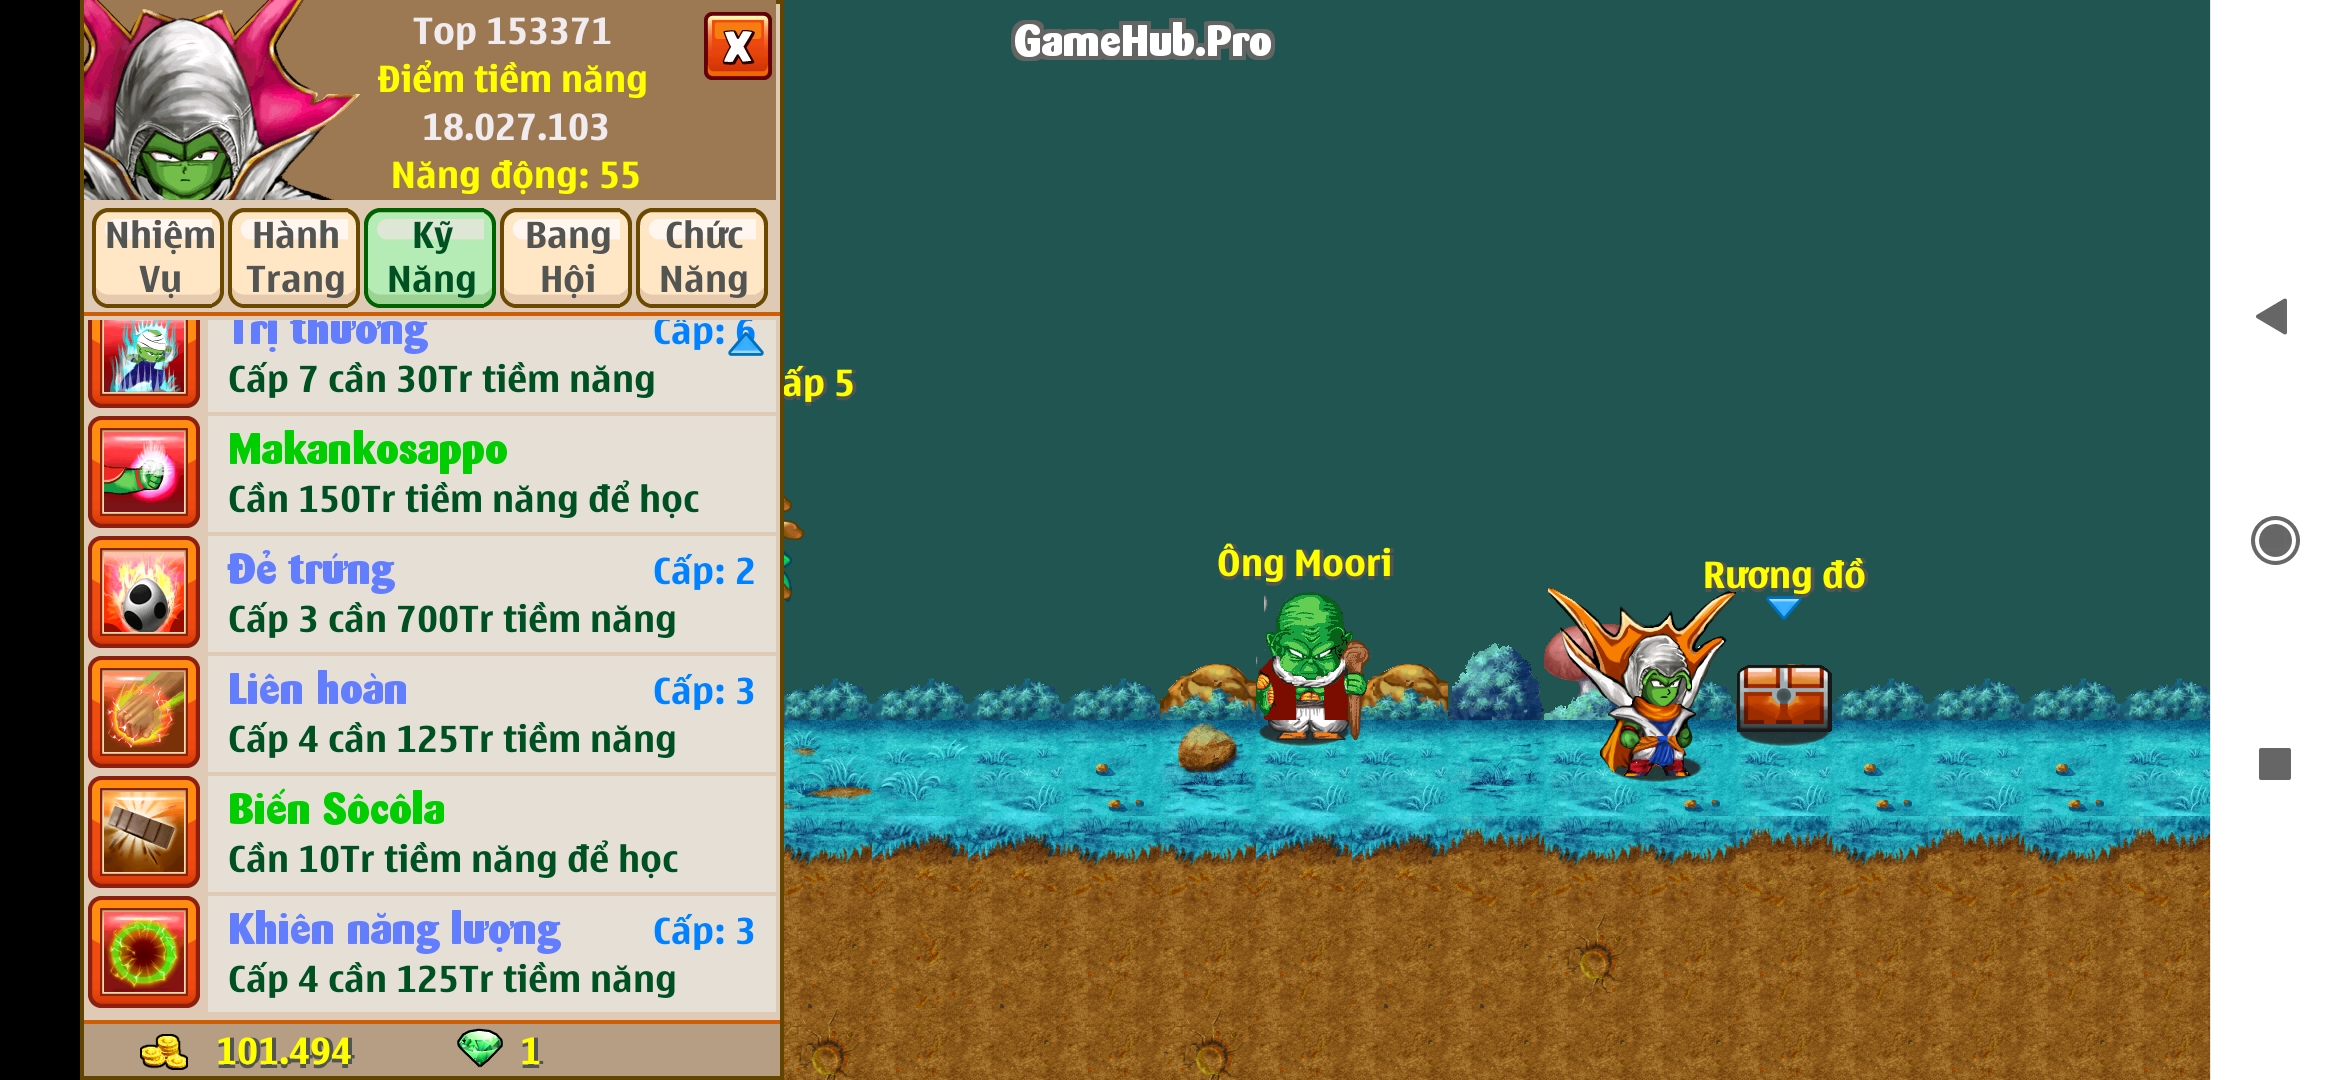 Top 153371
Điểm tiềm năng
18.027.103
Năng động: 55
X
GameHub.Pro
Nhiệm Vụ
Hành Trang
Kỹ Năng
Bang Hội
Chức Năng
Trị thương Cấp: 6
Cấp 7 cần 30Tr tiềm năng
Makankosappo
Cần 150Tr tiềm năng để học
Đẻ trứng Cấp: 2
Cấp 3 cần 700Tr tiềm năng
Liên hoàn Cấp: 3
Cấp 4 cần 125Tr tiềm năng
Biến Sôcôla
Cần 10Tr tiềm năng để học
Khiên năng lượng Cấp: 3
Cấp 4 cần 125Tr tiềm năng
101.494 1
ấp 5
Ông Moori
Rương đồ